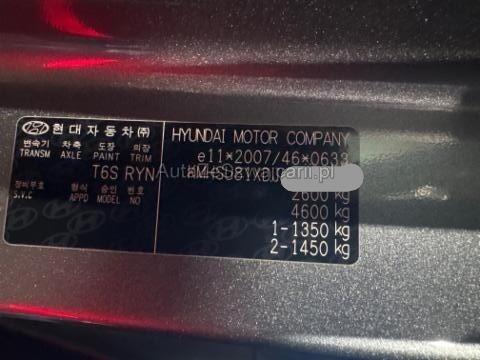 현대자동차(주)
변속기 차축 도장 의장
TRANSM AXLE PAINT TRIM
T6S RYN
장비부호 형식 승인 번호
S.V.C APPD MODEL NO
HYUNDAI MOTOR COMPANY
e11*2007/46*0633
2600 kg
4600 kg
1-1350 kg
2-1450 kg